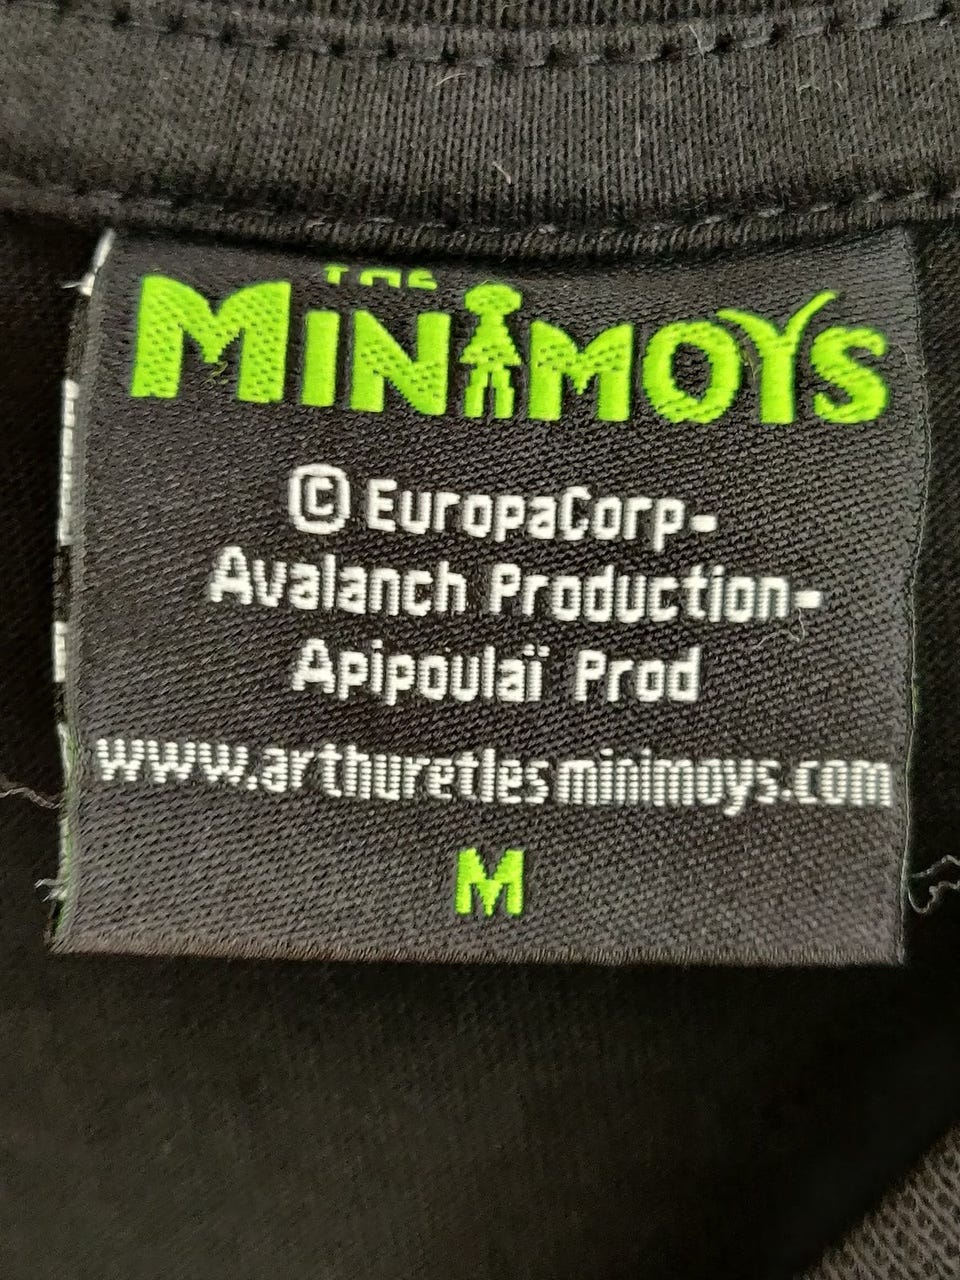 THE
MINIMOYS
© EuropaCorp-
Avalanch Production-
Apipoulaï Prod
www.arthuretlesminimoys.com
M